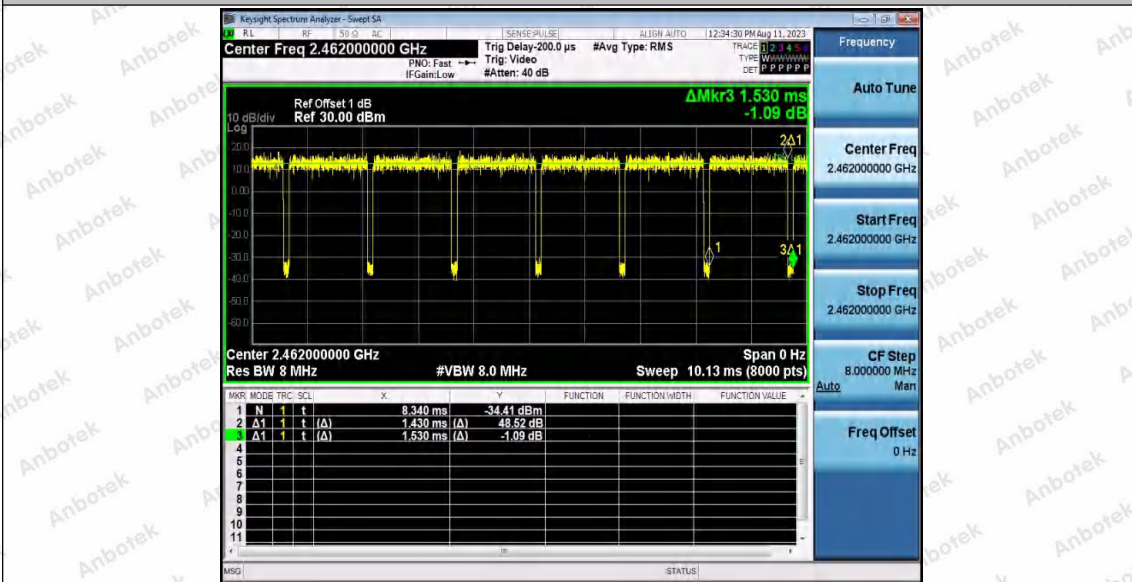 Keysight Spectrum Analyzer - Swept SA
RL RF 50 Ω AC SENSE:PULSE ALIGN AUTO 12:34:30 PM Aug 11, 2023
Center Freq 2.462000000 GHz
PNO: Fast
IFGain:Low
Trig Delay-200.0 µs
Trig: Video
#Atten: 40 dB
#Avg Type: RMS
TRACE 1 2 3 4 5 6
TYPE W
DET P P P P P P
Frequency
Auto Tune
Center Freq
2.462000000 GHz
Start Freq
2.462000000 GHz
Stop Freq
2.462000000 GHz
CF Step
8.000000 MHz
Auto Man
Freq Offset
0 Hz
ΔMkr3 1.530 ms
-1.09 dB
Ref Offset 1 dB
10 dB/div Ref 30.00 dBm
Log
20.0
10.0
0.00
-10.0
-20.0
-30.0
-40.0
-50.0
-60.0
2Δ1
1
3Δ1
Center 2.462000000 GHz Span 0 Hz
Res BW 8 MHz #VBW 8.0 MHz Sweep 10.13 ms (8000 pts)
MKR MODE TRC SCL X Y FUNCTION FUNCTION WIDTH FUNCTION VALUE
1 N 1 t 8.340 ms -34.41 dBm
2 Δ1 1 t (Δ) 1.430 ms (Δ) 48.52 dB
3 Δ1 1 t (Δ) 1.530 ms (Δ) -1.09 dB
4
5
6
7
8
9
10
11
MSG STATUS